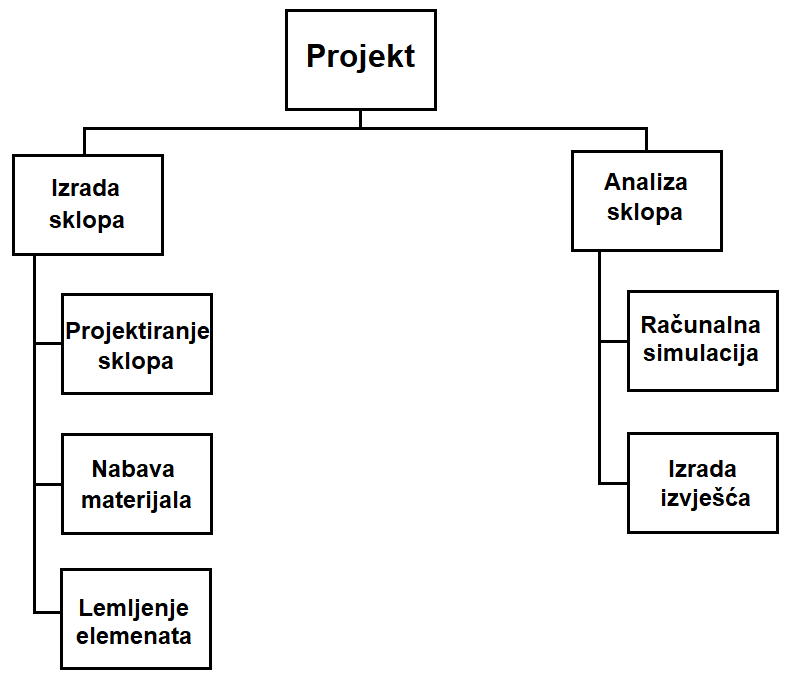 Projekt
Izrada
sklopa
Projektiranje
sklopa
Nabava
materijala
Lemljenje
elemenata
Analiza
sklopa
Računalna
simulacija
Izrada
izvješća